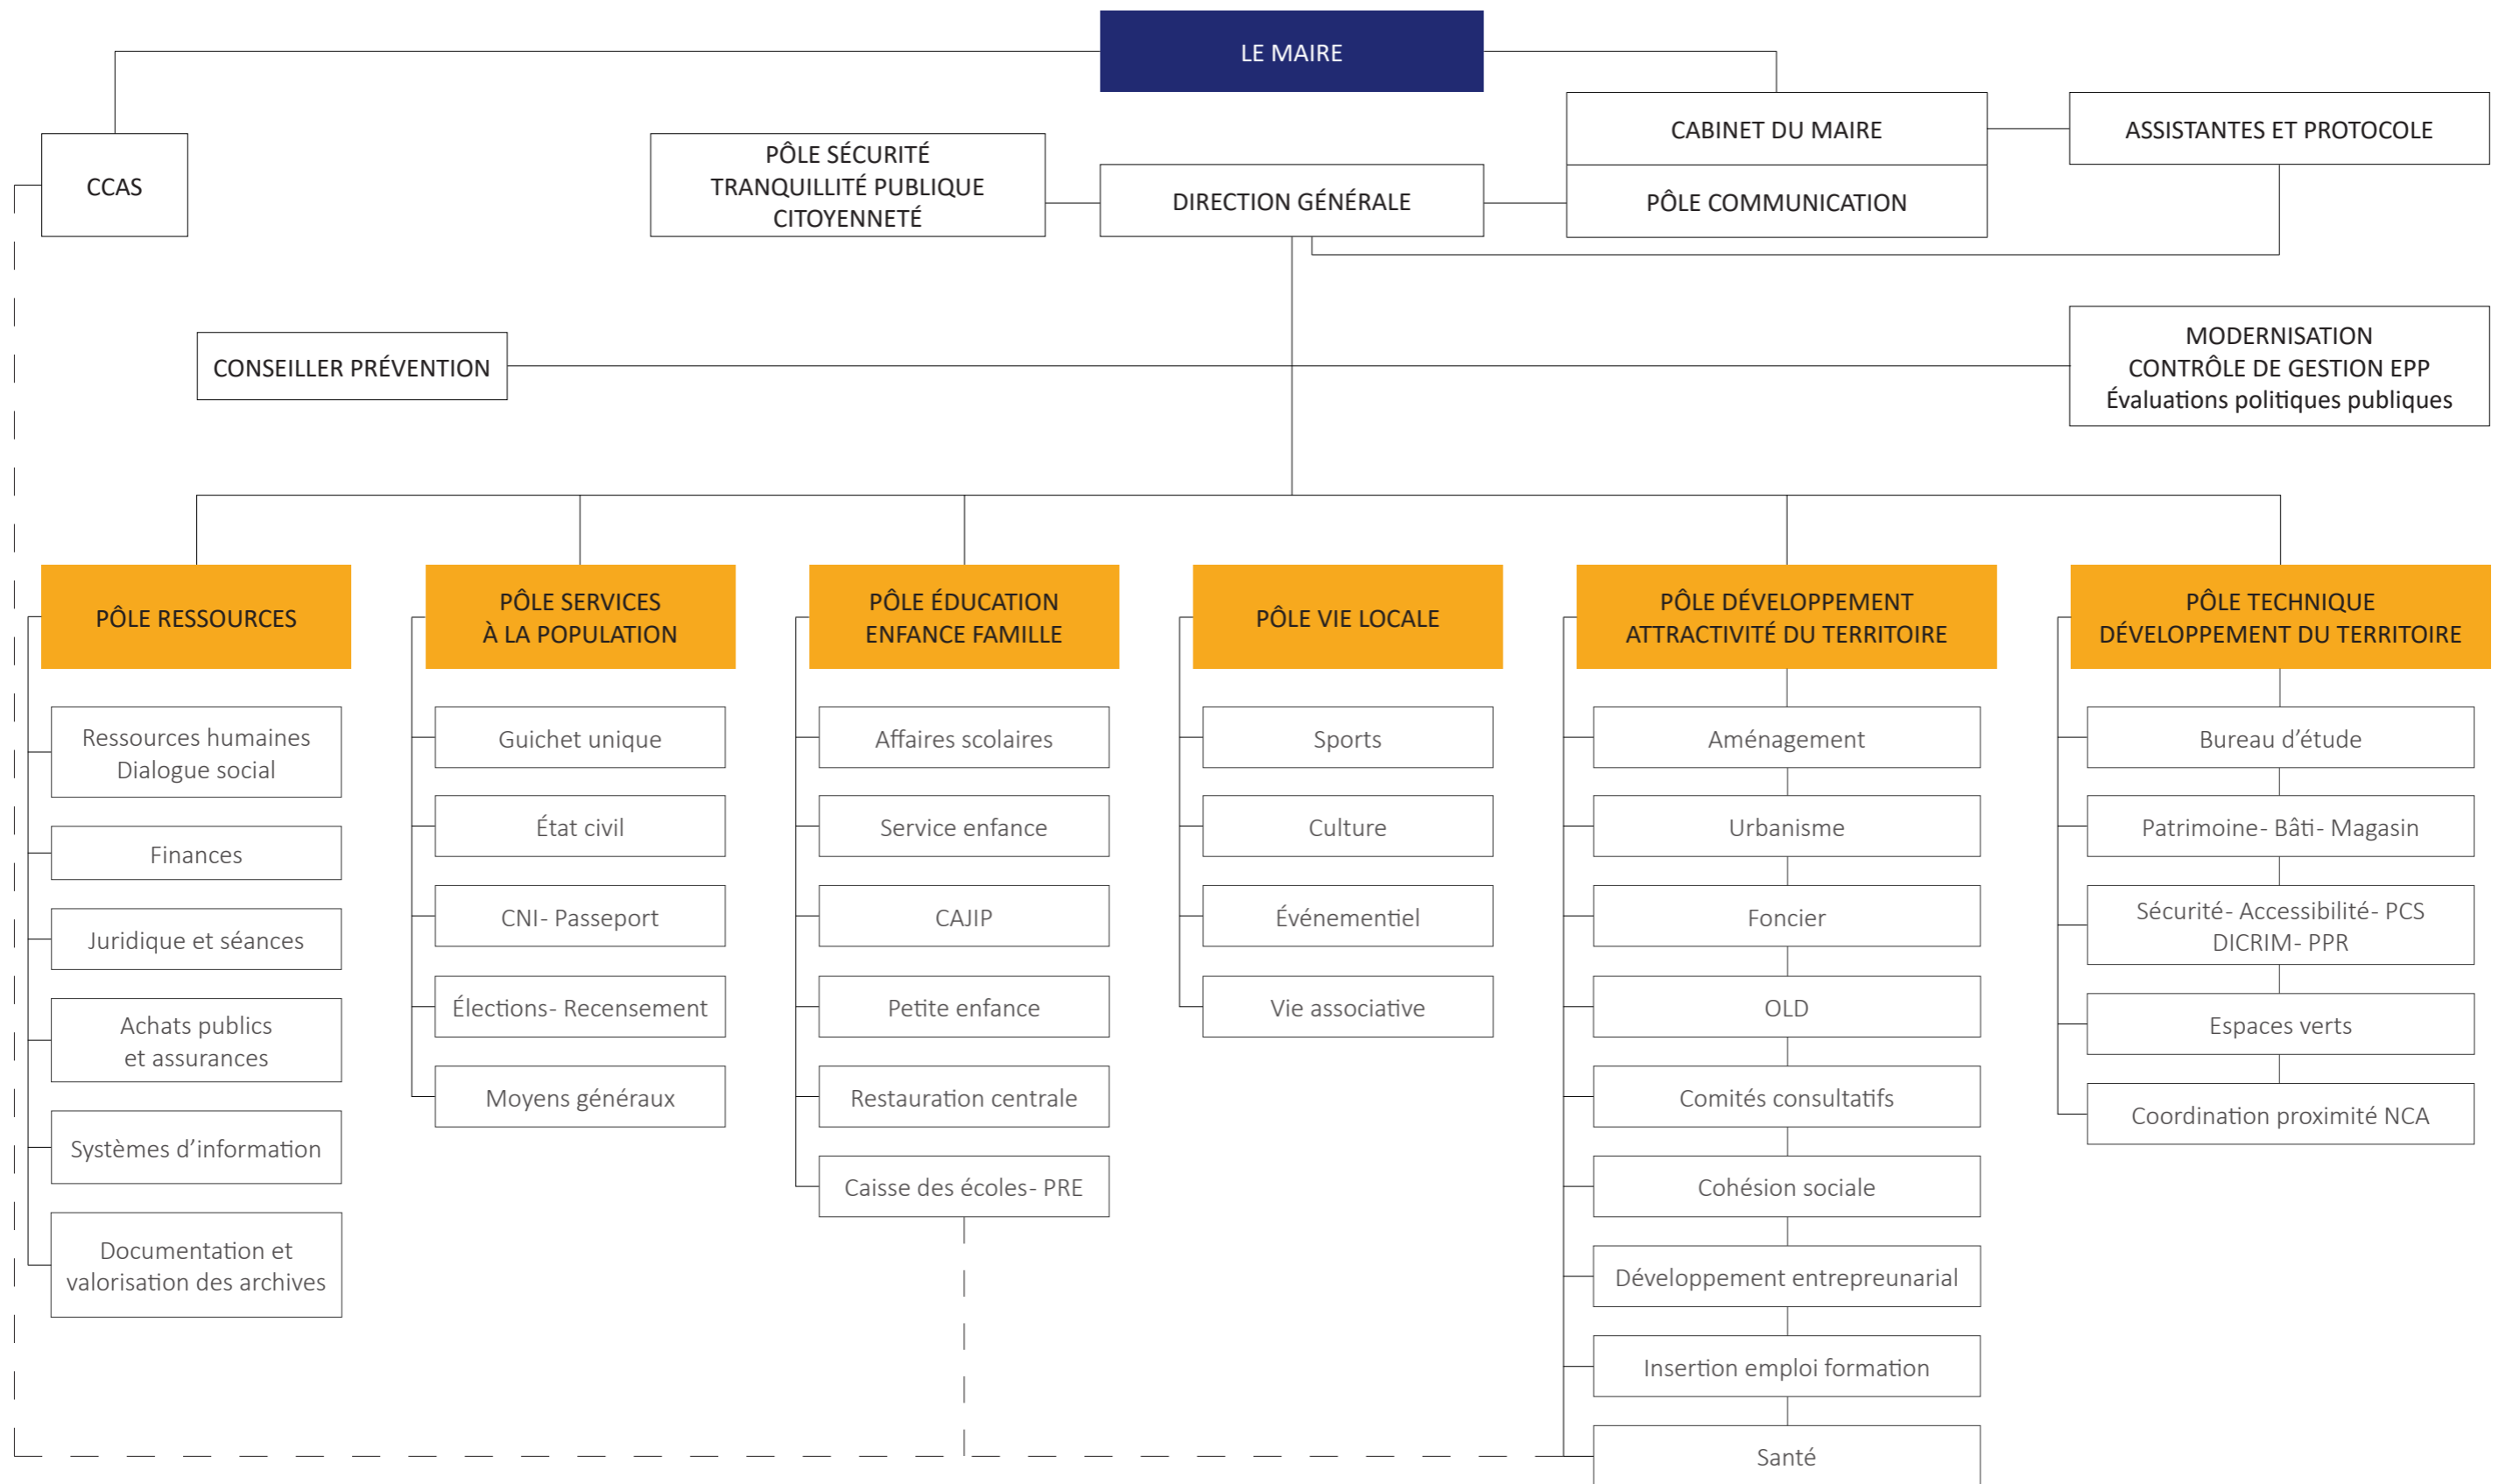 LE MAIRE
CCAS
PÔLE SÉCURITÉ
TRANQUILLITÉ PUBLIQUE
CITOYENNETÉ
DIRECTION GÉNÉRALE
CABINET DU MAIRE
PÔLE COMMUNICATION
ASSISTANTES ET PROTOCOLE
CONSEILLER PRÉVENTION
MODERNISATION
CONTRÔLE DE GESTION EPP
Évaluations politiques publiques
PÔLE RESSOURCES
Ressources humaines
Dialogue social
Finances
Juridique et séances
Achats publics
et assurances
Systèmes d’information
Documentation et
valorisation des archives
PÔLE SERVICES
À LA POPULATION
Guichet unique
État civil
CNI- Passeport
Élections- Recensement
Moyens généraux
PÔLE ÉDUCATION
ENFANCE FAMILLE
Affaires scolaires
Service enfance
CAJIP
Petite enfance
Restauration centrale
Caisse des écoles- PRE
PÔLE VIE LOCALE
Sports
Culture
Événementiel
Vie associative
PÔLE DÉVELOPPEMENT
ATTRACTIVITÉ DU TERRITOIRE
Aménagement
Urbanisme
Foncier
OLD
Comités consultatifs
Cohésion sociale
Développement entrepreunarial
Insertion emploi formation
Santé
PÔLE TECHNIQUE
DÉVELOPPEMENT DU TERRITOIRE
Bureau d’étude
Patrimoine- Bâti- Magasin
Sécurité- Accessibilité- PCS
DICRIM- PPR
Espaces verts
Coordination proximité NCA